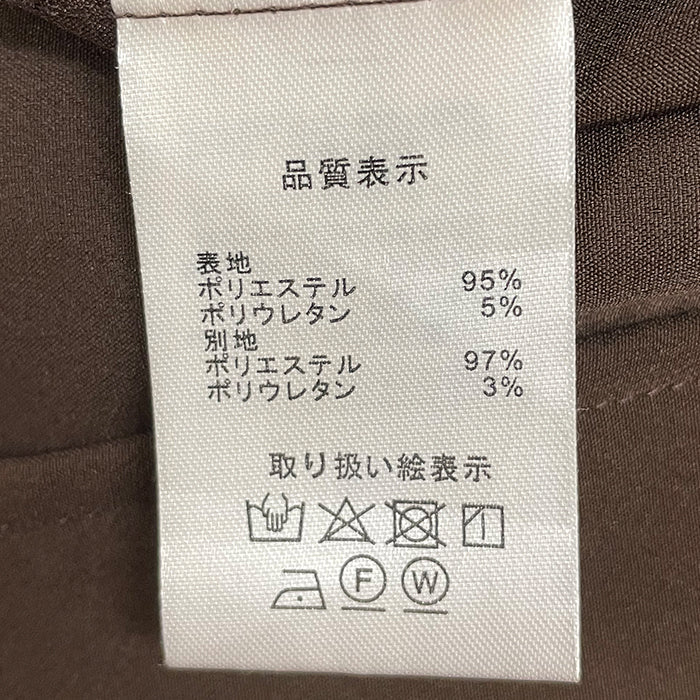 品質表示
表地
ポリエステル 95%
ポリウレタン 5%
別地
ポリエステル 97%
ポリウレタン 3%
取り扱い絵表示
F W